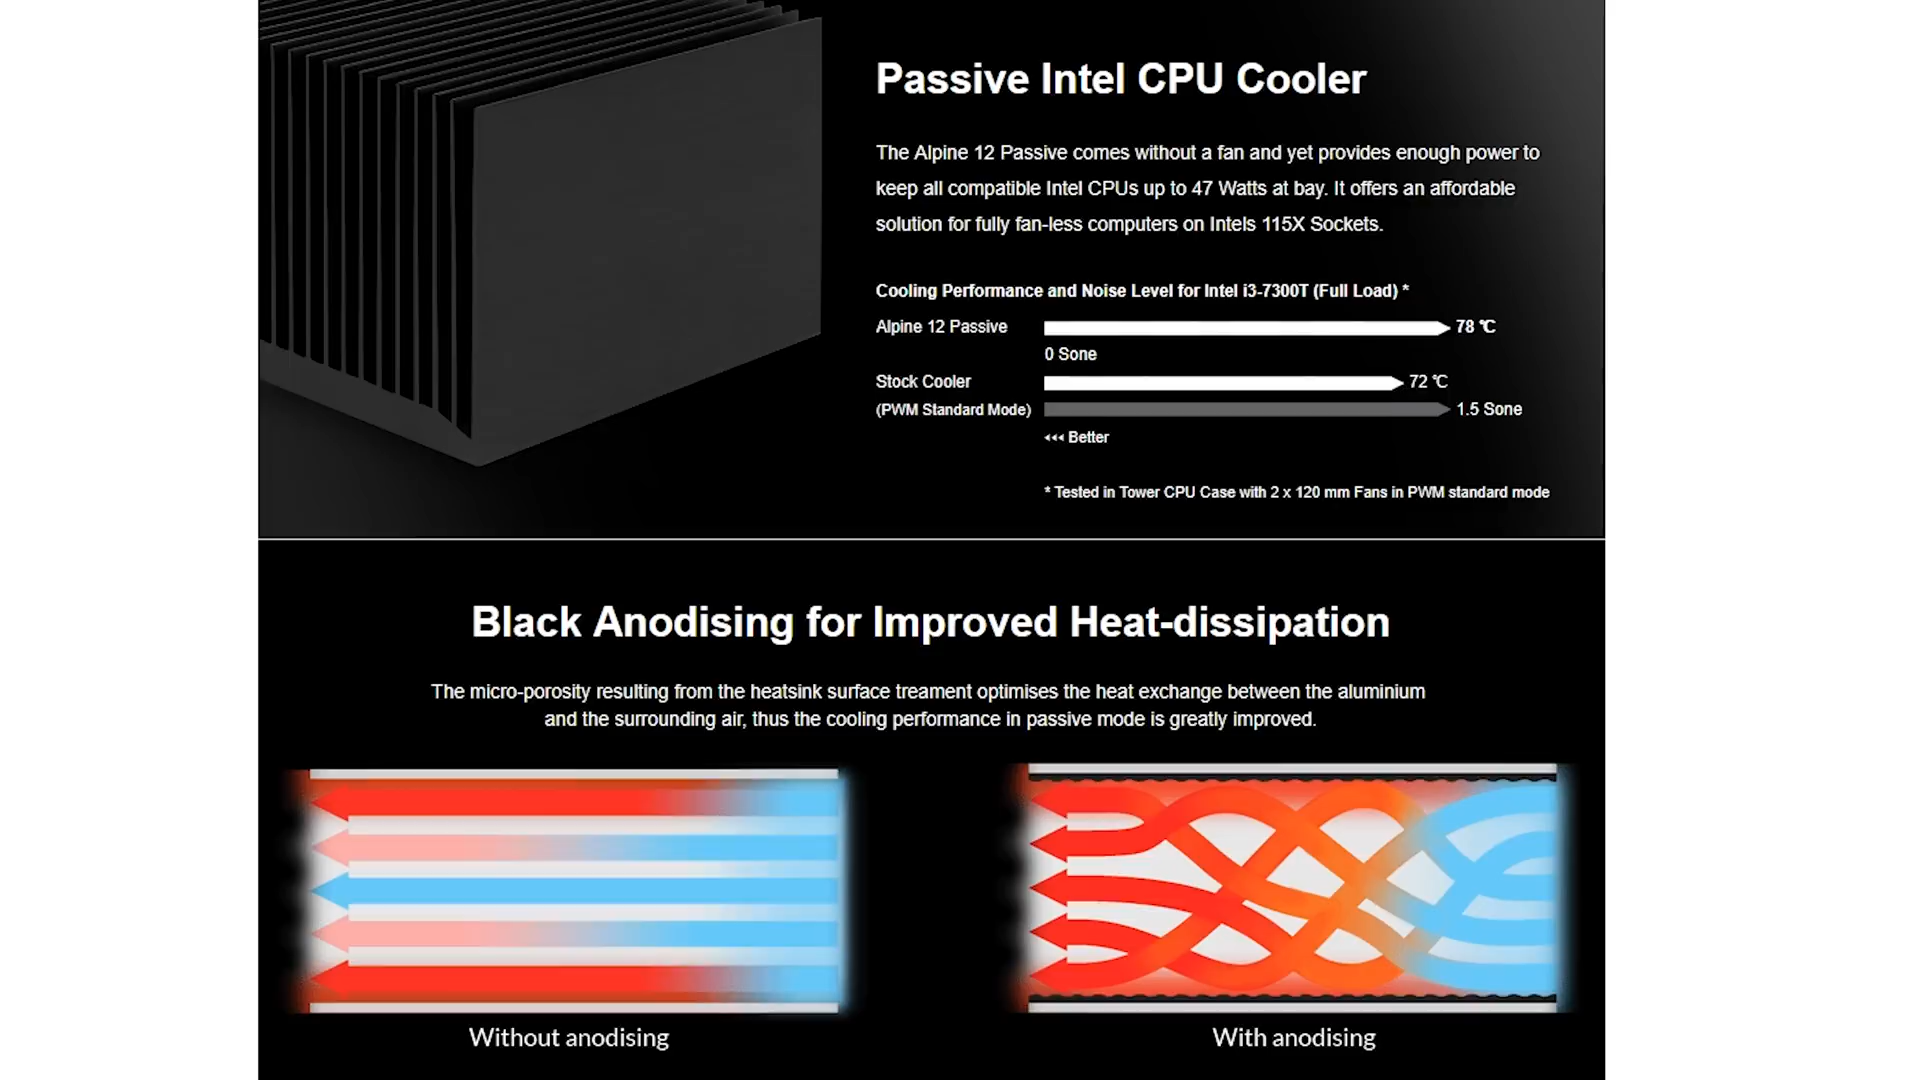 Passive Intel CPU Cooler
The Alpine 12 Passive comes without a fan and yet provides enough power to
keep all compatible Intel CPUs up to 47 Watts at bay. It offers an affordable
solution for fully fan-less computers on Intels 115X Sockets.
Cooling Performance and Noise Level for Intel i3-7300T (Full Load) *
Alpine 12 Passive 78 °C
0 Sone
Stock Cooler 72 °C
(PWM Standard Mode) 1.5 Sone
‹‹‹ Better
* Tested in Tower CPU Case with 2 x 120 mm Fans in PWM standard mode
Black Anodising for Improved Heat-dissipation
The micro-porosity resulting from the heatsink surface treament optimises the heat exchange between the aluminium
and the surrounding air, thus the cooling performance in passive mode is greatly improved.
Without anodising
With anodising